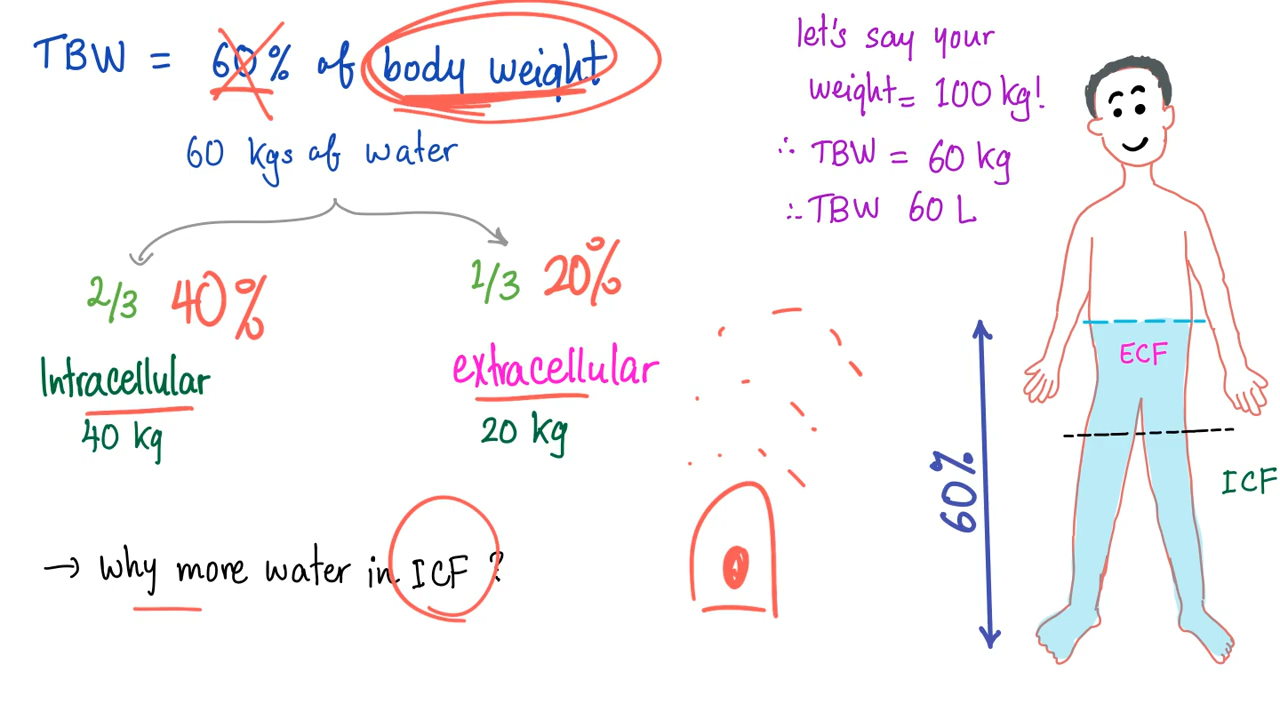 TBW = 60% of body weight
60 kgs of water
2/3 40%
1/3 20%
Intracellular
40 kg
extracellular
20 kg
→ why more water in ICF ?
let's say your
weight = 100 kg!
∴ TBW = 60 kg
∴ TBW 60 L
60%
ECF
ICF